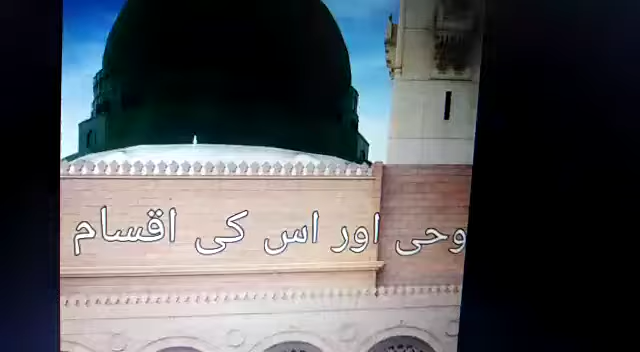 وحی اور اس کی اقسام